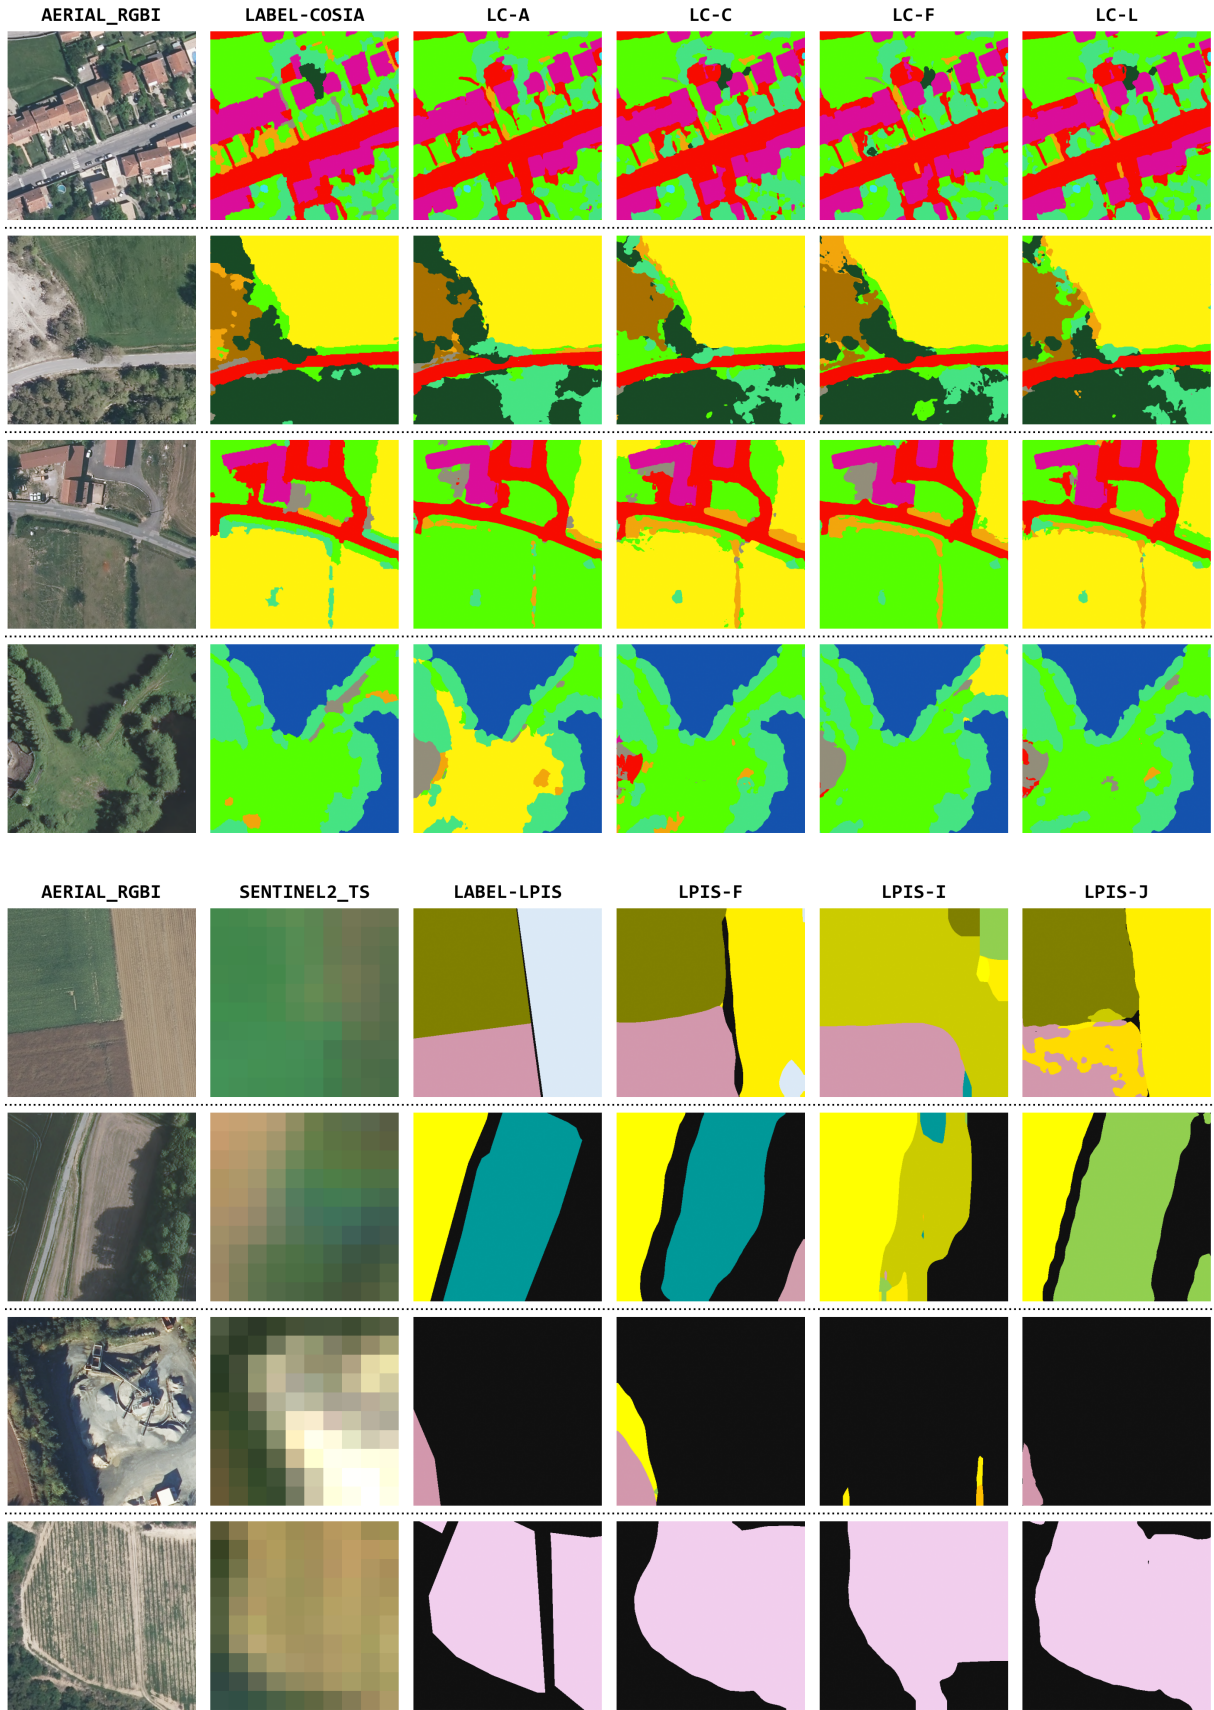 AERIAL_RGBI LABEL-COSIA LC-A LC-C LC-F LC-L
AERIAL_RGBI SENTINEL2_TS LABEL-LPIS LPIS-F LPIS-I LPIS-J